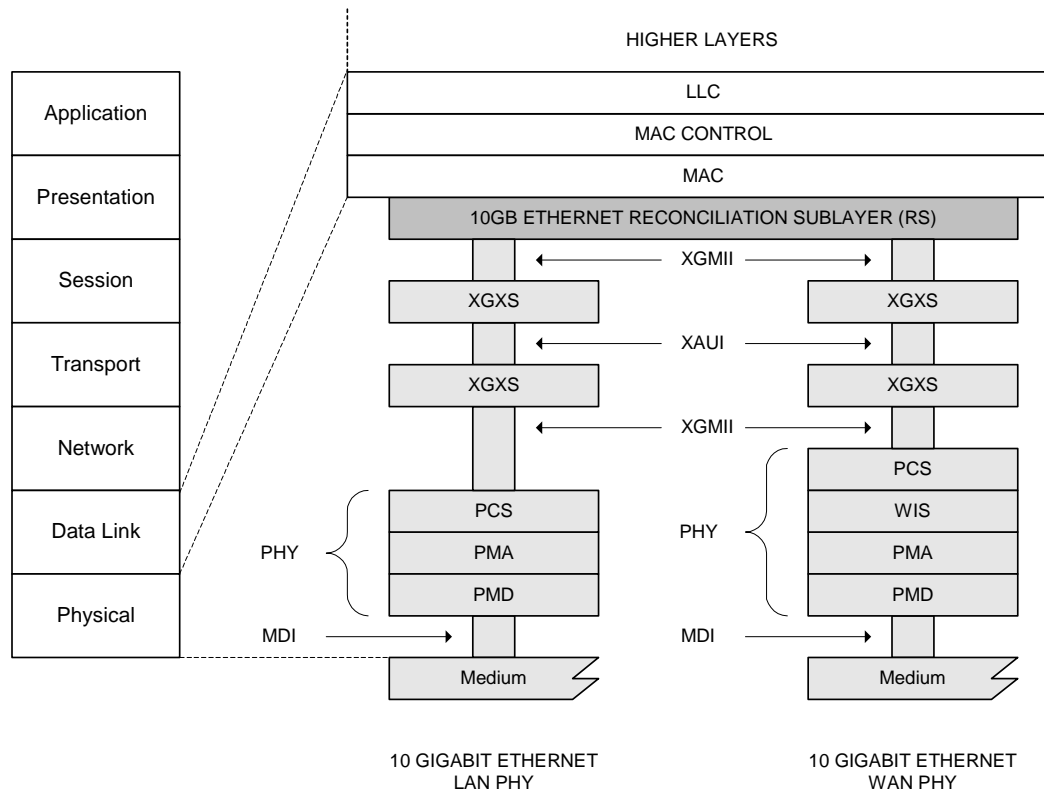 HIGHER LAYERS
Application
Presentation
Session
Transport
Network
Data Link
Physical
LLC
MAC CONTROL
MAC
10GB ETHERNET RECONCILIATION SUBLAYER (RS)
XGMII
XGXS
XGXS
XAUI
XGXS
XGXS
XGMII
PHY
PCS
PMA
PMD
MDI
Medium
PHY
PCS
WIS
PMA
PMD
MDI
Medium
10 GIGABIT ETHERNET
LAN PHY
10 GIGABIT ETHERNET
WAN PHY